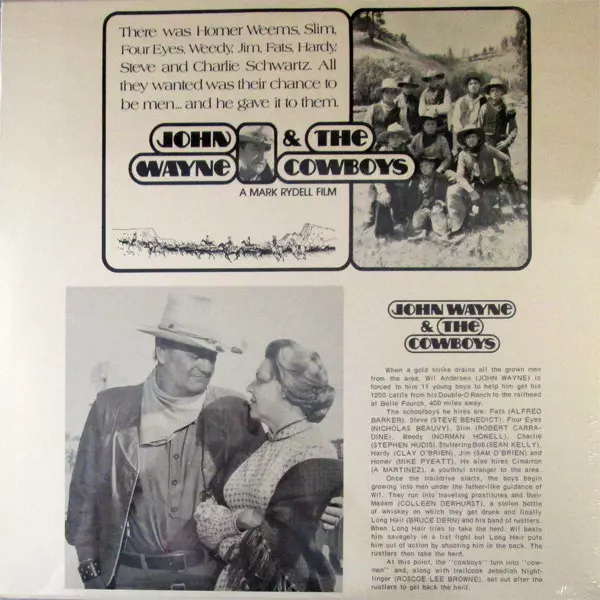 There was Homer Weems, Slim,
Four Eyes, Weedy, Jim, Fats, Hardy,
Steve and Charlie Schwartz. All
they wanted was their chance to
be men... and he gave it to them.
JOHN & THE
WAYNE COWBOYS
A MARK RYDELL FILM
JOHN WAYNE
& THE
COWBOYS
When a gold strike drains all the grown men
from the area, Wil Andersen (JOHN WAYNE) is
forced to hire 11 young boys to help him get his
1200 cattle from his Double-O Ranch to the railhead
at Belle Fourch, 400 miles away.
The schoolboys he hires are: Fats (ALFRED
BARKER), Steve (STEVE BENEDICT), Four Eyes
(NICHOLAS BEAUVY), Slim (ROBERT CARRA-
DINE), Weedy (NORMAN HOWELL), Charlie
(STEPHEN HUDIS), Stuttering Bob (SEAN KELLY),
Hardy (CLAY O'BRIEN), Jim (SAM O'BRIEN) and
Homer (MIKE PYEATT). He also hires Cimarron
(A MARTINEZ), a youthful stranger to the area.
Once the traildrive starts, the boys begin
growing into men under the father-like guidance of
Wil. They run into traveling prostitutes and their
Madam (COLLEEN DEWHURST), a stolen bottle
of whiskey on which they get drunk and finally
Long Hair (BRUCE DERN) and his band of rustlers.
When Long Hair tries to take the herd, Wil beats
him savagely in a fist fight but Long Hair puts
him out of action by shooting him in the back. The
rustlers then take the herd.
At this point, the "cowboys" turn into "cow-
men" and, along with trailcook Jebediah Night-
linger (ROSCOE LEE BROWNE), set out after the
rustlers to get back the herd.